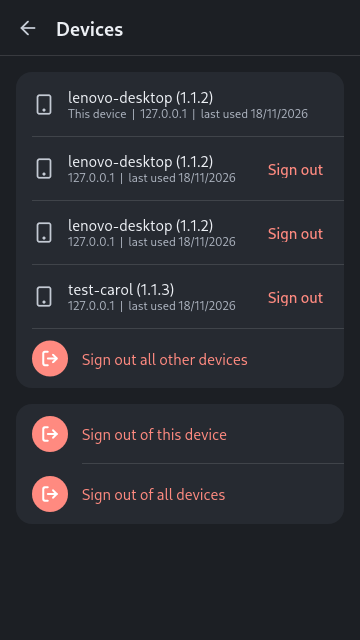 Devices
lenovo-desktop (1.1.2)
This device | 127.0.0.1 | last used 18/11/2026
lenovo-desktop (1.1.2)
127.0.0.1 | last used 18/11/2026
Sign out
lenovo-desktop (1.1.2)
127.0.0.1 | last used 18/11/2026
Sign out
test-carol (1.1.3)
127.0.0.1 | last used 18/11/2026
Sign out
Sign out all other devices
Sign out of this device
Sign out of all devices